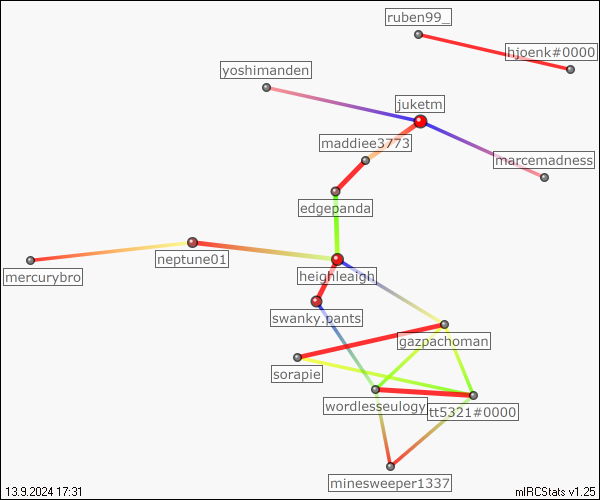 ruben99_
hjoenk#0000
yoshimanden
juketm
maddiee3773
marcemadness
edgepanda
neptune01
mercurybro
heighleaigh
swanky.pants
gazpachoman
sorapie
wordlesseulogy
tt5321#0000
minesweeper1337
13.9.2024 17:31
mIRCStats v1.25